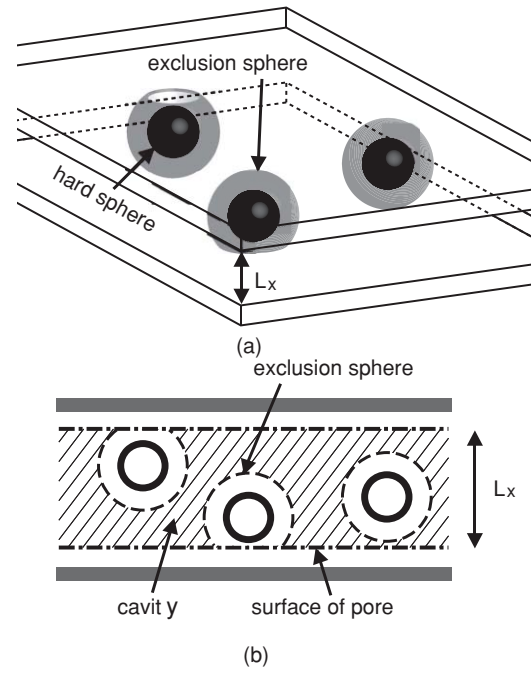 exclusion sphere
hard sphere
Lx
(a)
exclusion sphere
Lx
cavit y
surface of pore
(b)